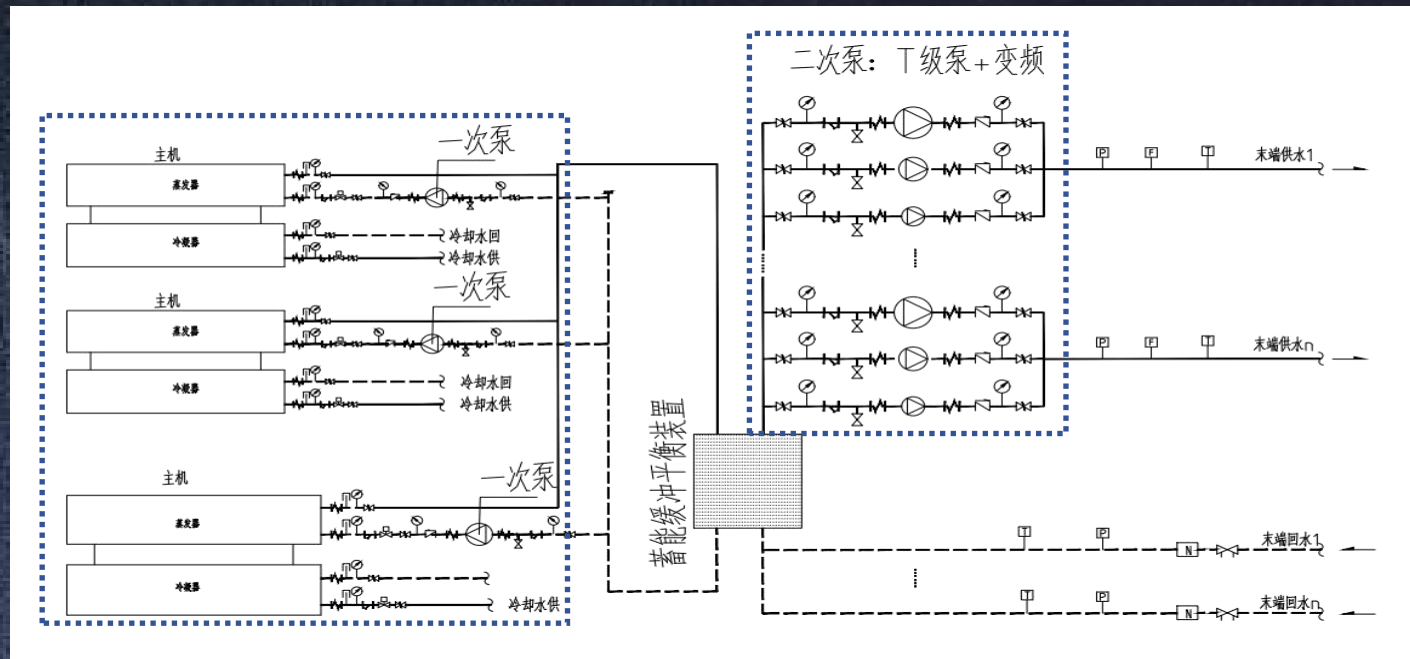 二次泵：T级泵+变频
一次泵
主机
蒸发器
冷凝器
冷却水回
冷却水供
一次泵
主机
蒸发器
冷凝器
冷却水回
冷却水供
一次泵
主机
蒸发器
冷凝器
冷却水供
蓄能缓冲平衡装置
P
F
T
末端供水1
P
F
T
末端供水n
T
P
N
末端回水1
T
P
N
末端回水n